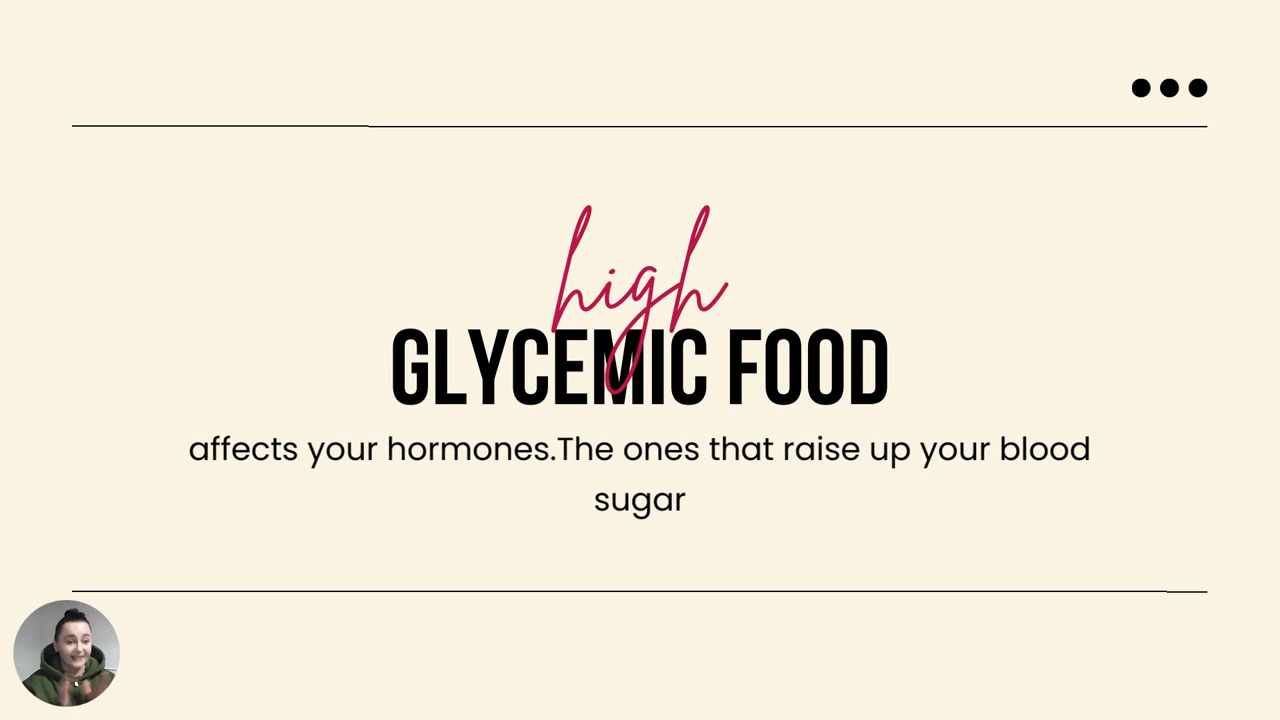 high
GLYCEMIC FOOD
affects your hormones.The ones that raise up your blood
sugar